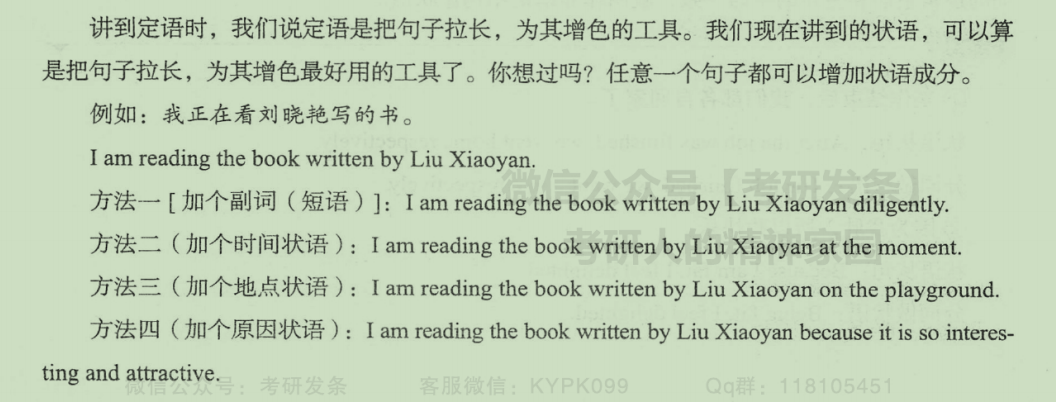 讲到定语时，我们说定语是把句子拉长，为其增色的工具。我们现在讲到的状语，可以算
是把句子拉长，为其增色最好用的工具了。你想过吗？任意一个句子都可以增加状语成分。
例如：我正在看刘晓艳写的书。
I am reading the book written by Liu Xiaoyan.
微信公众号【考研发条】
方法一 [ 加个副词（短语）]：I am reading the book written by Liu Xiaoyan diligently.
方法二（加个时间状语）：I am reading the book written by Liu Xiaoyan at the moment.
考研人的精神家园
方法三（加个地点状语）：I am reading the book written by Liu Xiaoyan on the playground.
方法四（加个原因状语）：I am reading the book written by Liu Xiaoyan because it is so interes-
ting and attractive.
微信公众号：考研发条 客服微信：KYPK099 Qq群：118105451